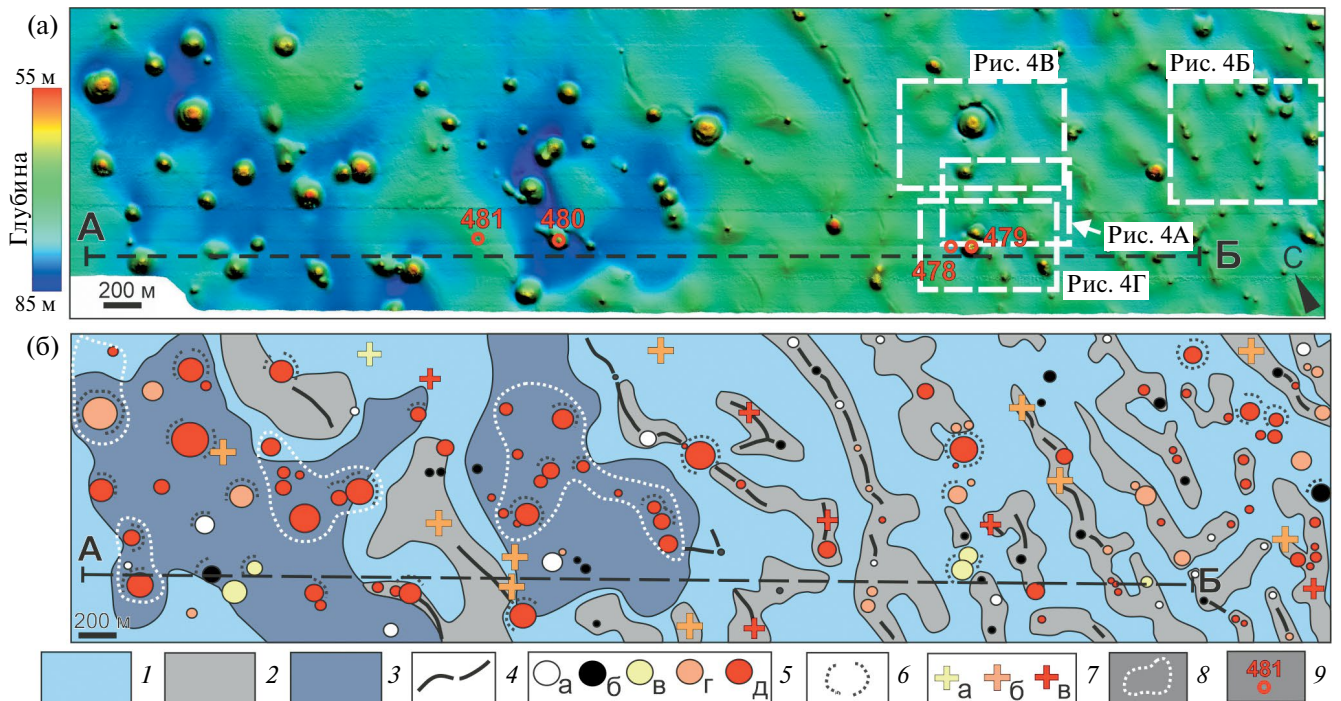 (а)
55 м
Глубина
85 м
Рис. 4В
Рис. 4Б
А
481
480
479
478
Рис. 4А
Б
С
Рис. 4Г
200 м
(б)
А
Б
200 м
1
2
3
4
а б в г д 5
6
а б в 7
8
481 9